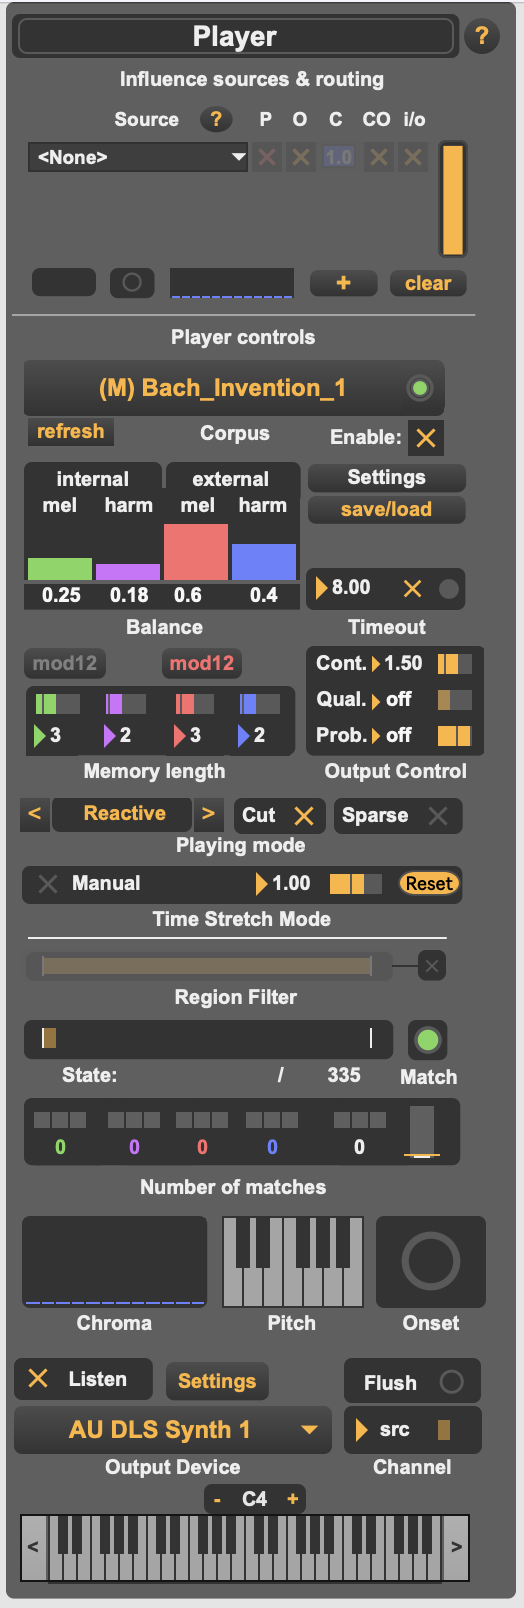 Player ?
Influence sources & routing
Source ? P O C CO i/o
<None> 1.0
+ clear
Player controls
(M) Bach_Invention_1
refresh Corpus Enable:
internal external Settings
mel harm mel harm save/load
0.25 0.18 0.6 0.4 8.00
Balance Timeout
mod12 mod12 Cont. 1.50
Qual. off
3 2 3 2 Prob. off
Memory length Output Control
< Reactive > Cut Sparse
Playing mode
Manual 1.00 Reset
Time Stretch Mode
Region Filter
State: / 335 Match
0 0 0 0 0
Number of matches
Chroma Pitch Onset
Listen Settings Flush
AU DLS Synth 1 src
Output Device Channel
- C4 +
< >